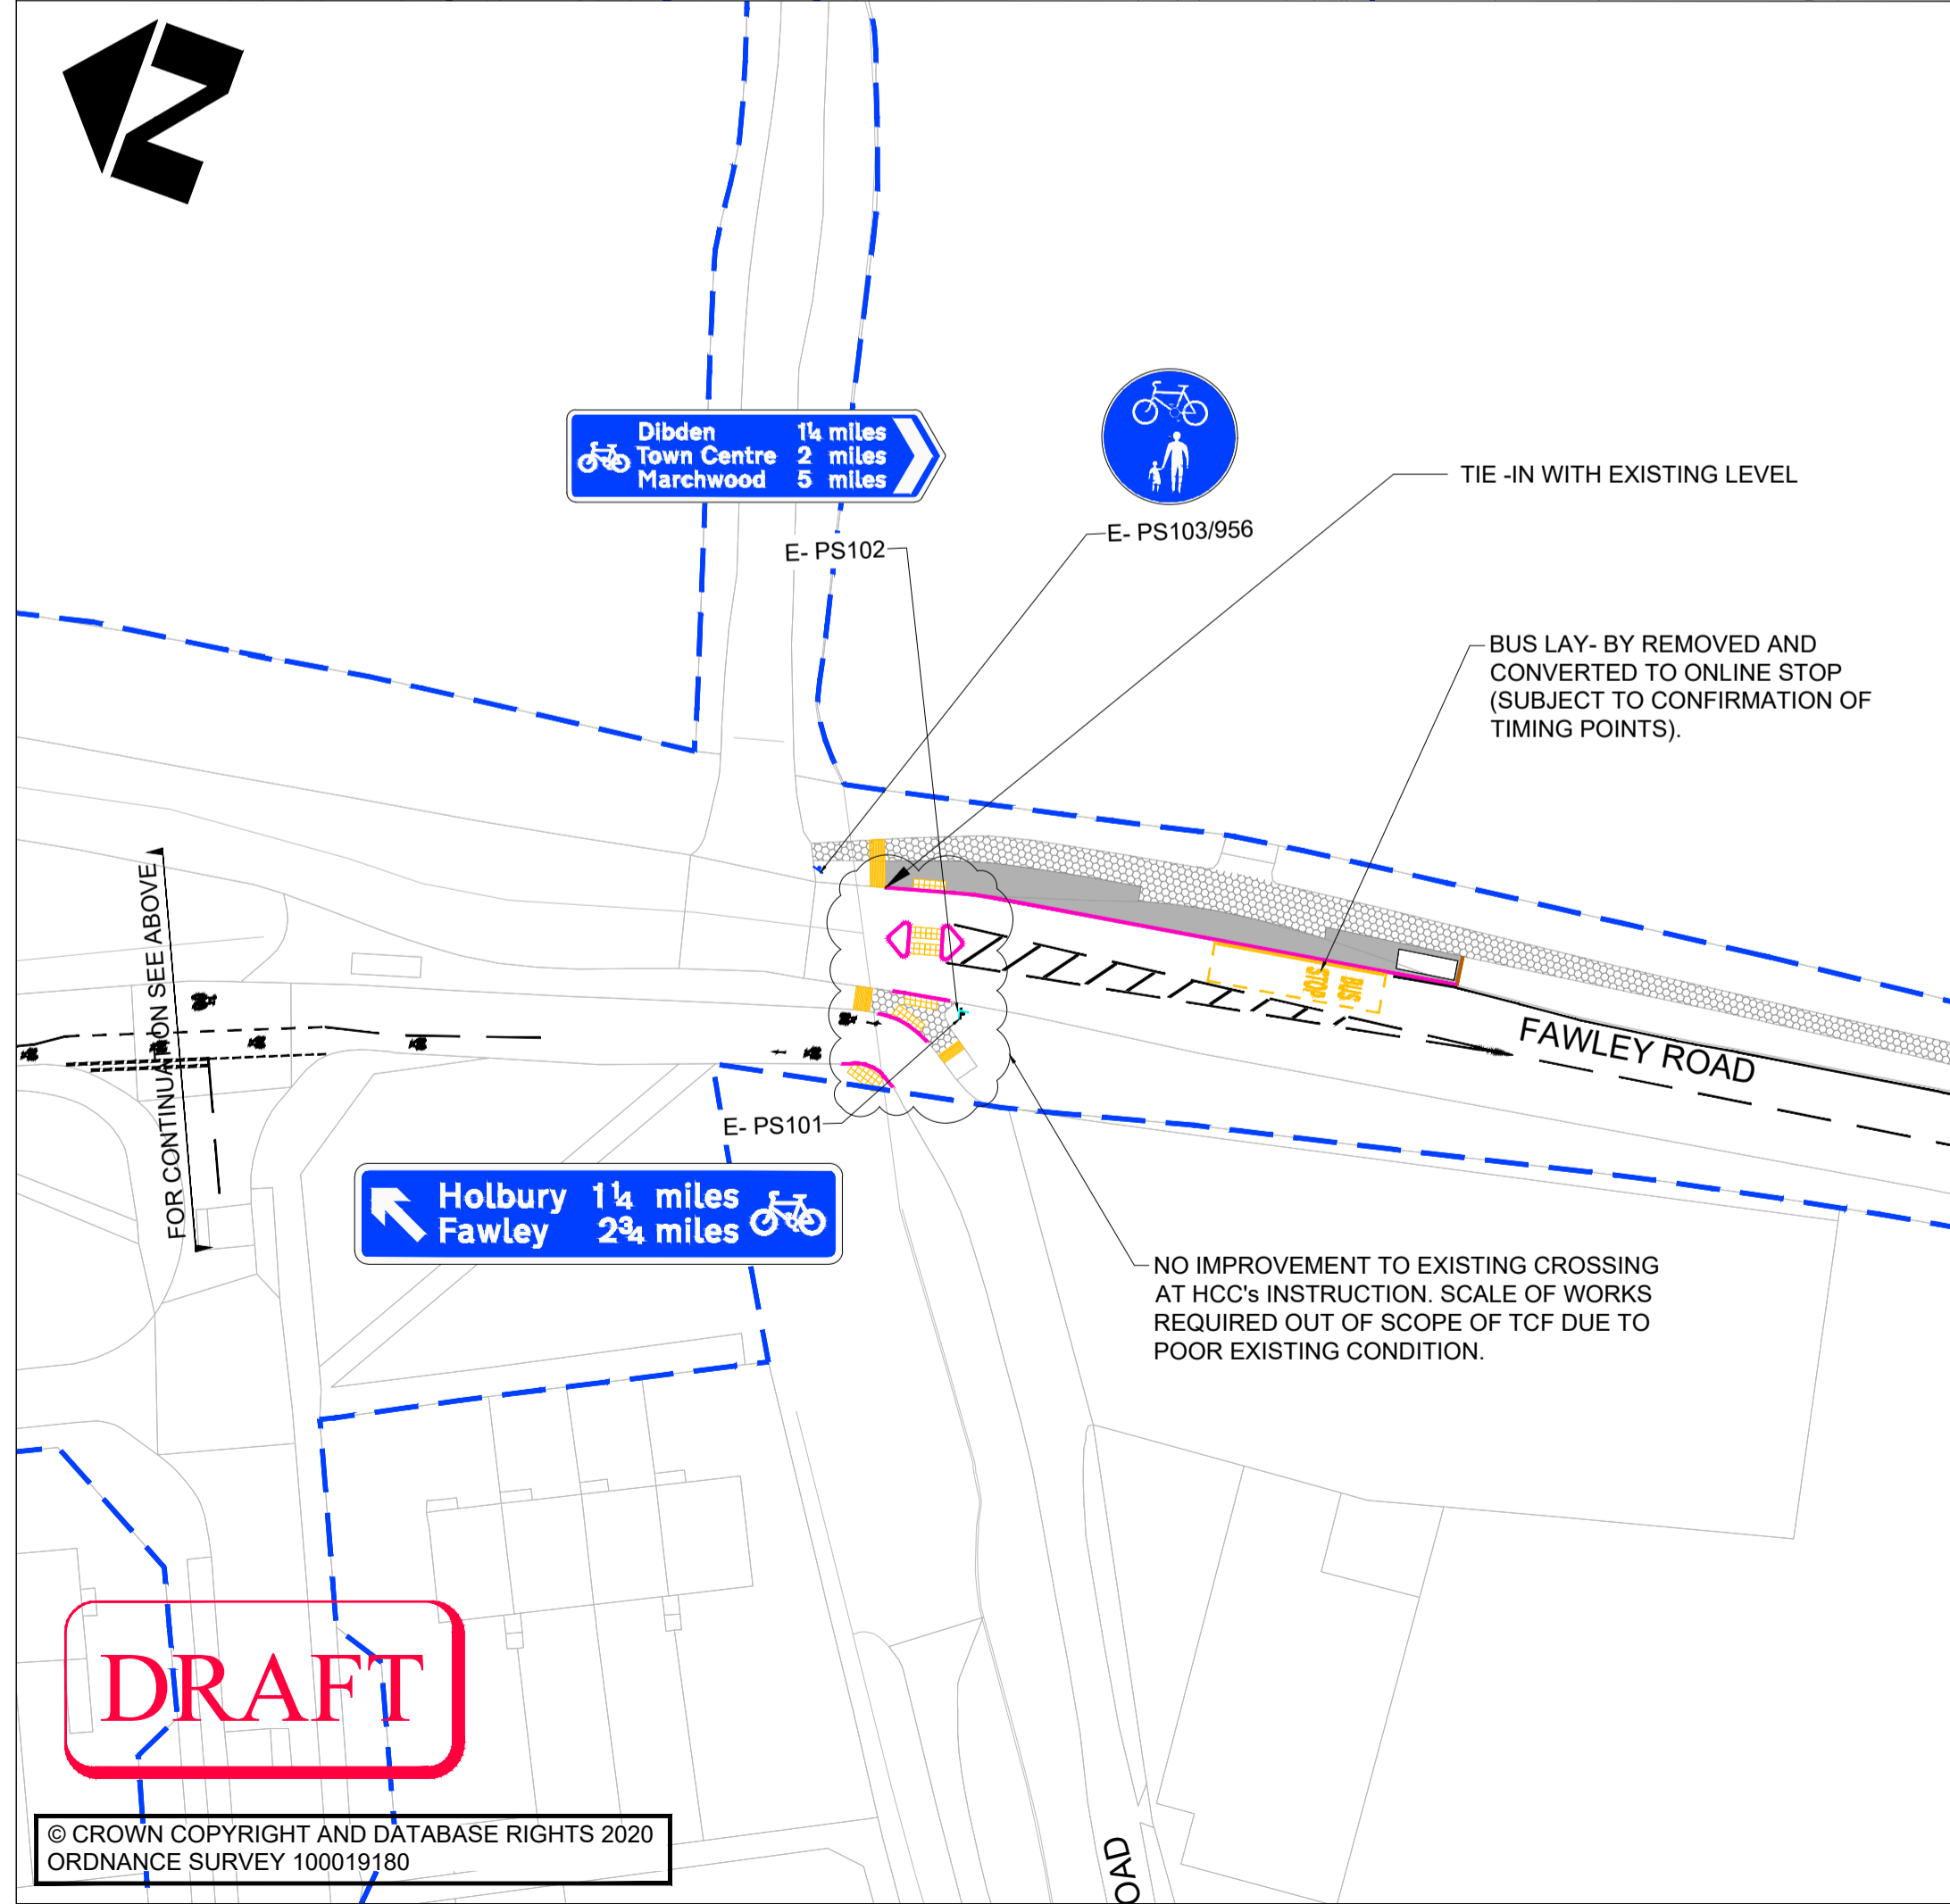 Dibden 1¼ miles
Town Centre 2 miles
Marchwood 5 miles
E- PS102
E- PS103/956
TIE -IN WITH EXISTING LEVEL
BUS LAY- BY REMOVED AND
CONVERTED TO ONLINE STOP
(SUBJECT TO CONFIRMATION OF
TIMING POINTS).
FOR CONTINUATION SEE ABOVE
BUS
STOP
FAWLEY ROAD
E- PS101
Holbury 1¼ miles
Fawley 2¾ miles
NO IMPROVEMENT TO EXISTING CROSSING
AT HCC's INSTRUCTION. SCALE OF WORKS
REQUIRED OUT OF SCOPE OF TCF DUE TO
POOR EXISTING CONDITION.
DRAFT
© CROWN COPYRIGHT AND DATABASE RIGHTS 2020
ORDNANCE SURVEY 100019180
OAD